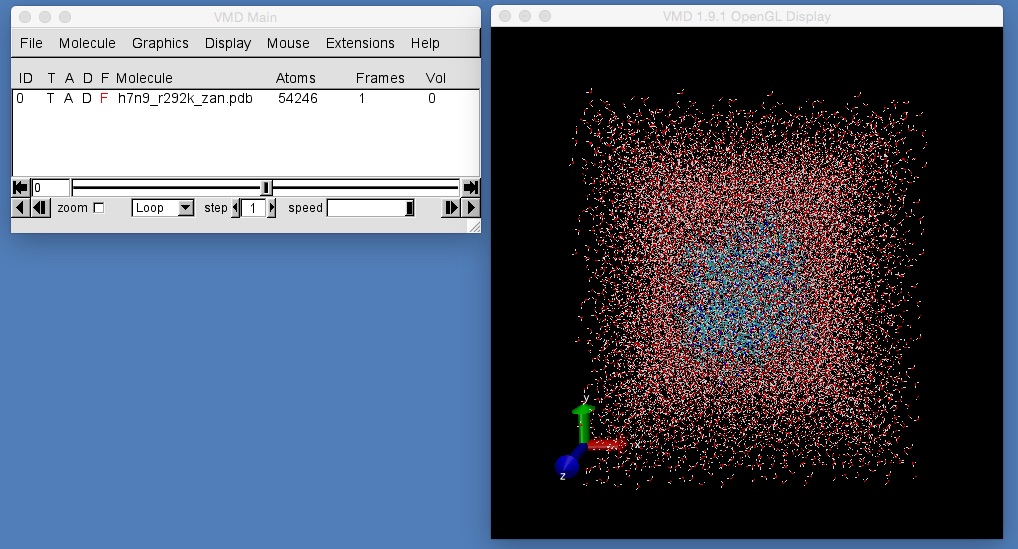 VMD Main
File Molecule Graphics Display Mouse Extensions Help
ID T A D F Molecule Atoms Frames Vol
0 T A D F h7n9_r292k_zan.pdb 54246 1 0
0
zoom Loop step 1 speed
VMD 1.9.1 OpenGL Display
y
x
z